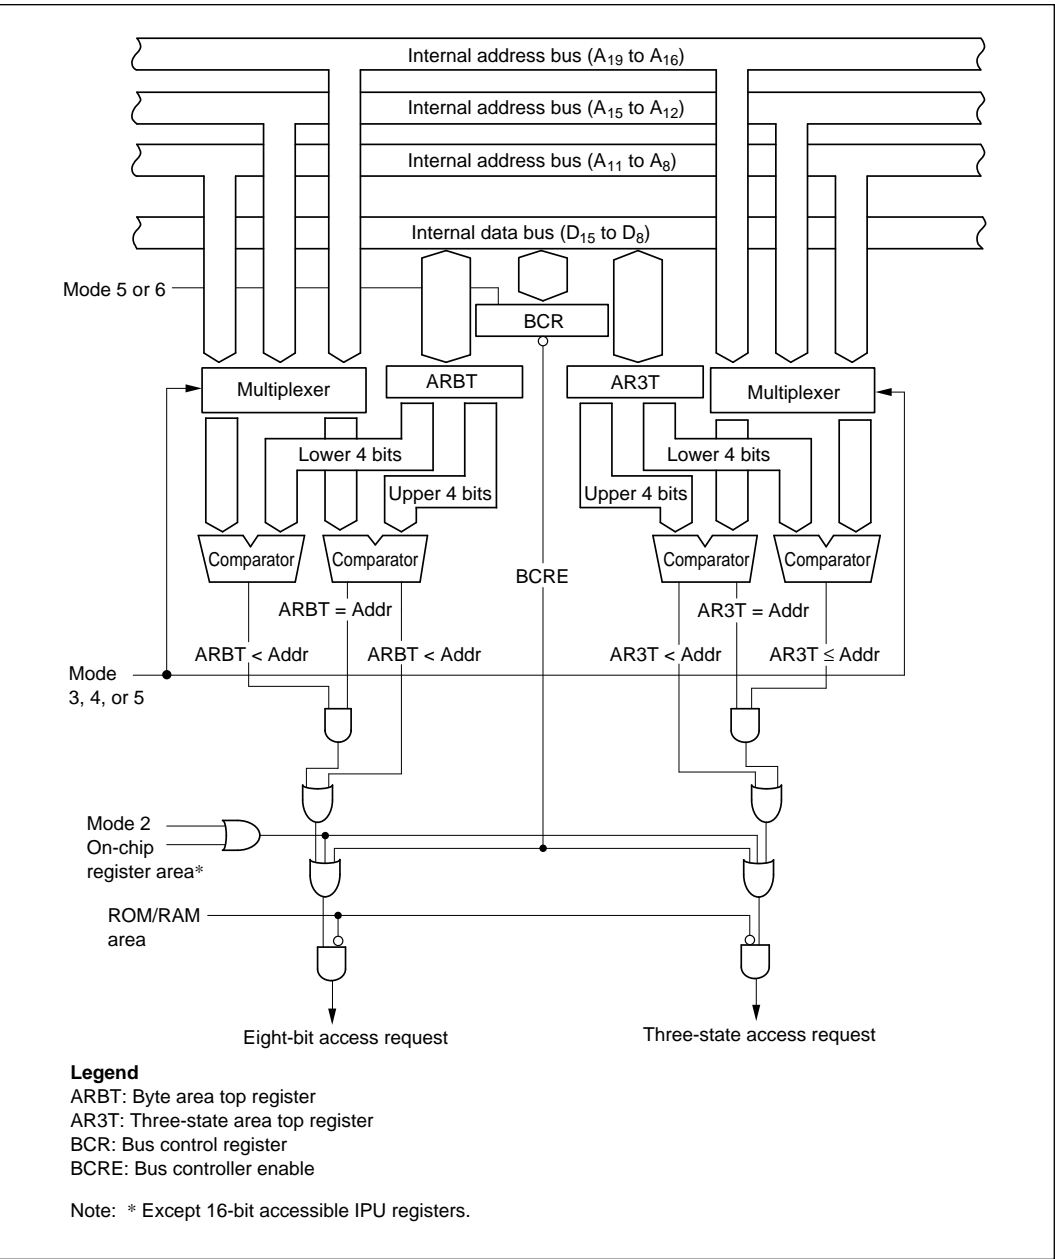 Internal address bus (A19 to A16)
Internal address bus (A15 to A12)
Internal address bus (A11 to A8)
Internal data bus (D15 to D8)
Mode 5 or 6
BCR
Multiplexer
ARBT
AR3T
Multiplexer
Lower 4 bits
Lower 4 bits
Upper 4 bits
Upper 4 bits
Comparator
Comparator
Comparator
Comparator
BCRE
ARBT = Addr
AR3T = Addr
ARBT < Addr
ARBT < Addr
AR3T < Addr
AR3T ≤ Addr
Mode
3, 4, or 5
Mode 2
On-chip
register area*
ROM/RAM
area
Eight-bit access request
Three-state access request
Legend
ARBT: Byte area top register
AR3T: Three-state area top register
BCR: Bus control register
BCRE: Bus controller enable
Note: * Except 16-bit accessible IPU registers.